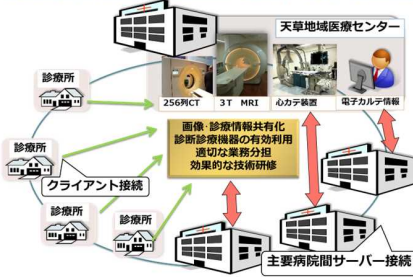 天草地域医療センター
256列CT
3T MRI
心カテ装置
電子カルテ情報
診療所
診療所
診療所
診療所
画像・診療情報共有化
診断診療機器の有効利用
適切な業務分担
効果的な技術研修
クライアント接続
主要病院間サーバー接続